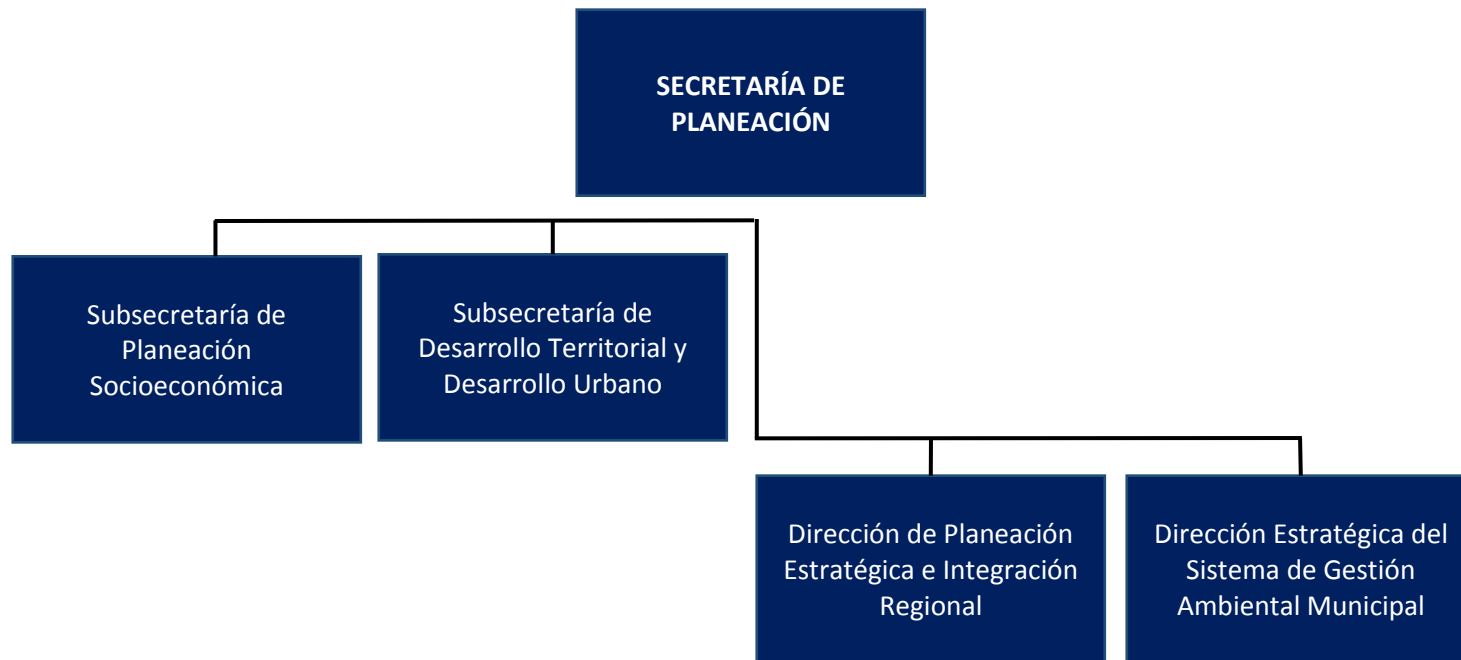 SECRETARÍA DE
PLANEACIÓN
Subsecretaría de
Planeación
Socioeconómica
Subsecretaría de
Desarrollo Territorial y
Desarrollo Urbano
Dirección de Planeación
Estratégica e Integración
Regional
Dirección Estratégica del
Sistema de Gestión
Ambiental Municipal